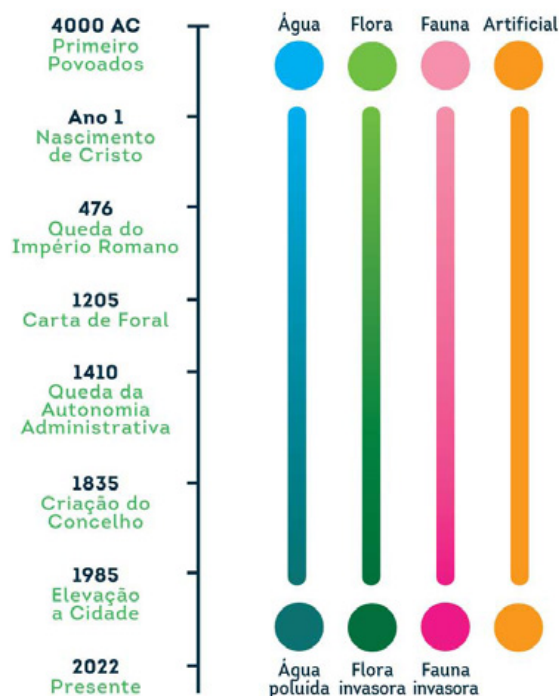 4000 AC
Primeiro
Povoados
Água
Flora
Fauna
Artificial
Ano 1
Nascimento
de Cristo
476
Queda do
Império Romano
1205
Carta de Foral
1410
Queda da
Autonomia
Administrativa
1835
Criação do
Concelho
1985
Elevação
a Cidade
2022
Presente
Água
poluída
Flora
invasora
Fauna
invasora